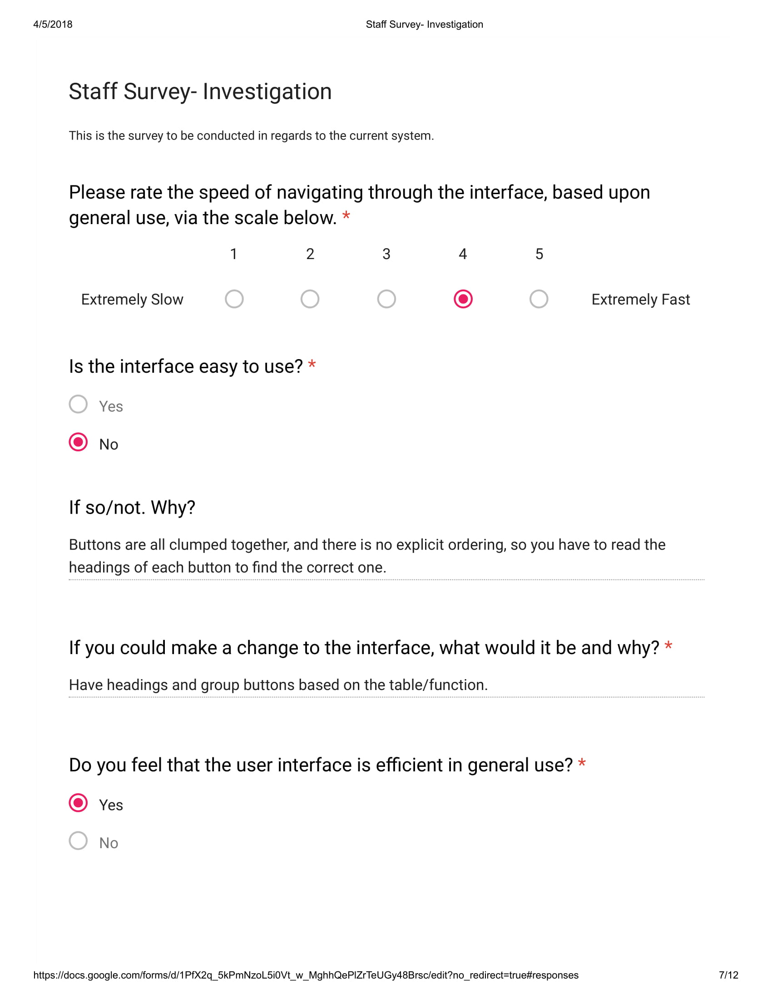 4/5/2018 Staff Survey- Investigation
Staff Survey- Investigation
This is the survey to be conducted in regards to the current system.
Please rate the speed of navigating through the interface, based upon
general use, via the scale below. *
1 2 3 4 5
Extremely Slow Extremely Fast
Is the interface easy to use? *
Yes
No
If so/not. Why?
Buttons are all clumped together, and there is no explicit ordering, so you have to read the
headings of each button to find the correct one.
If you could make a change to the interface, what would it be and why? *
Have headings and group buttons based on the table/function.
Do you feel that the user interface is efficient in general use? *
Yes
No
https://docs.google.com/forms/d/1PfX2q_5kPmNzoL5i0Vt_w_MghhQePlZrTeUGy48Brsc/edit?no_redirect=true#responses 7/12